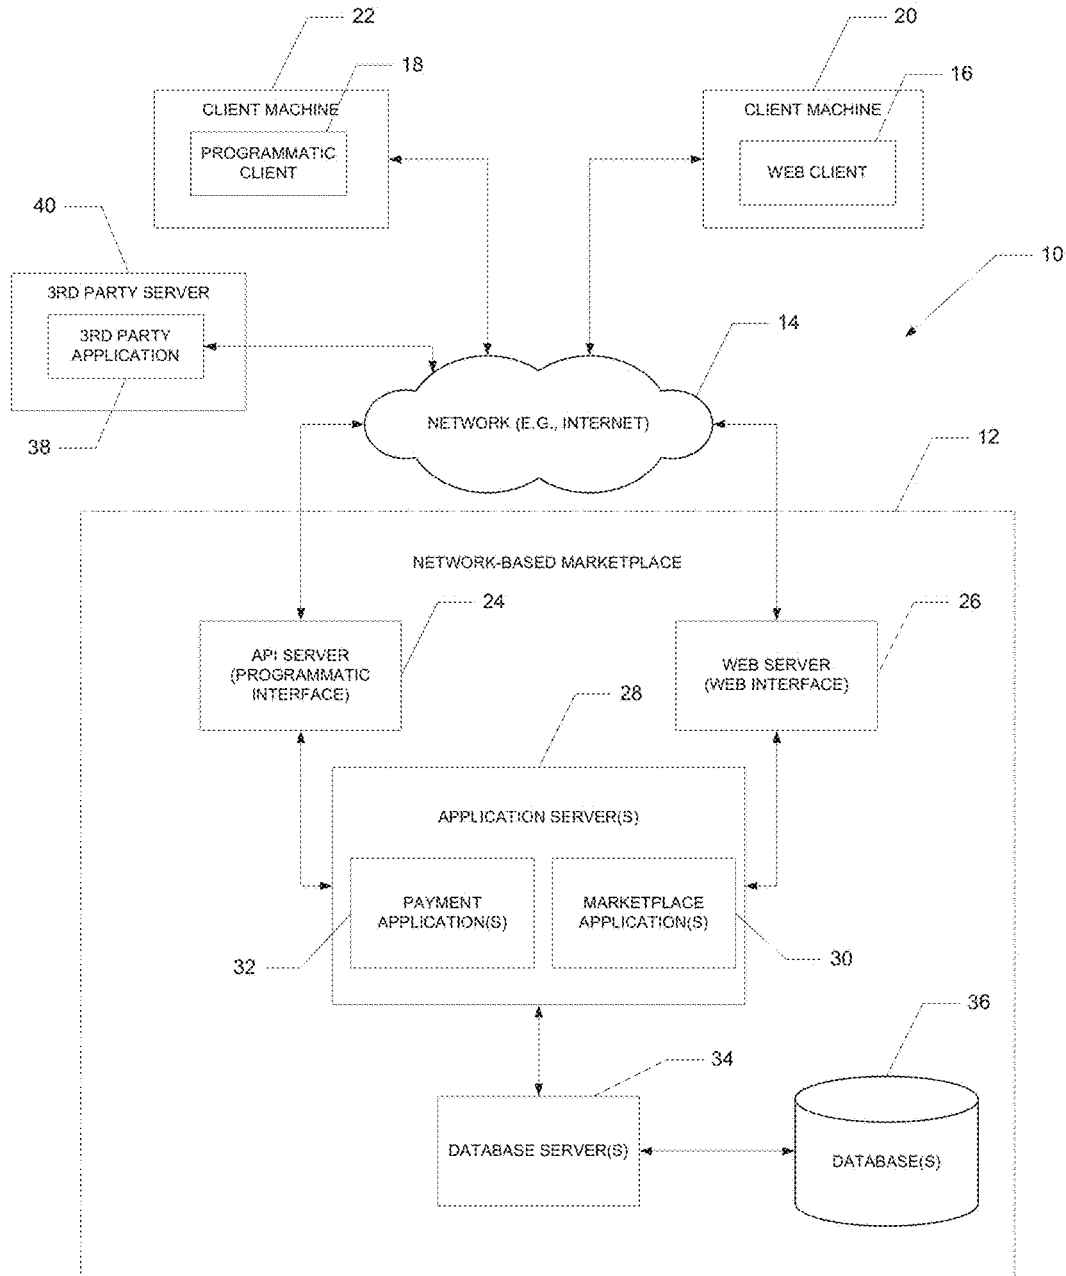 22
20
18
16
CLIENT MACHINE
CLIENT MACHINE
PROGRAMMATIC
CLIENT
WEB CLIENT
40
10
3RD PARTY SERVER
3RD PARTY
APPLICATION
14
NETWORK (E.G., INTERNET)
38
12
NETWORK-BASED MARKETPLACE
24
26
API SERVER
(PROGRAMMATIC
INTERFACE)
WEB SERVER
(WEB INTERFACE)
28
APPLICATION SERVER(S)
PAYMENT
APPLICATION(S)
MARKETPLACE
APPLICATION(S)
32
30
36
34
DATABASE SERVER(S)
DATABASE(S)